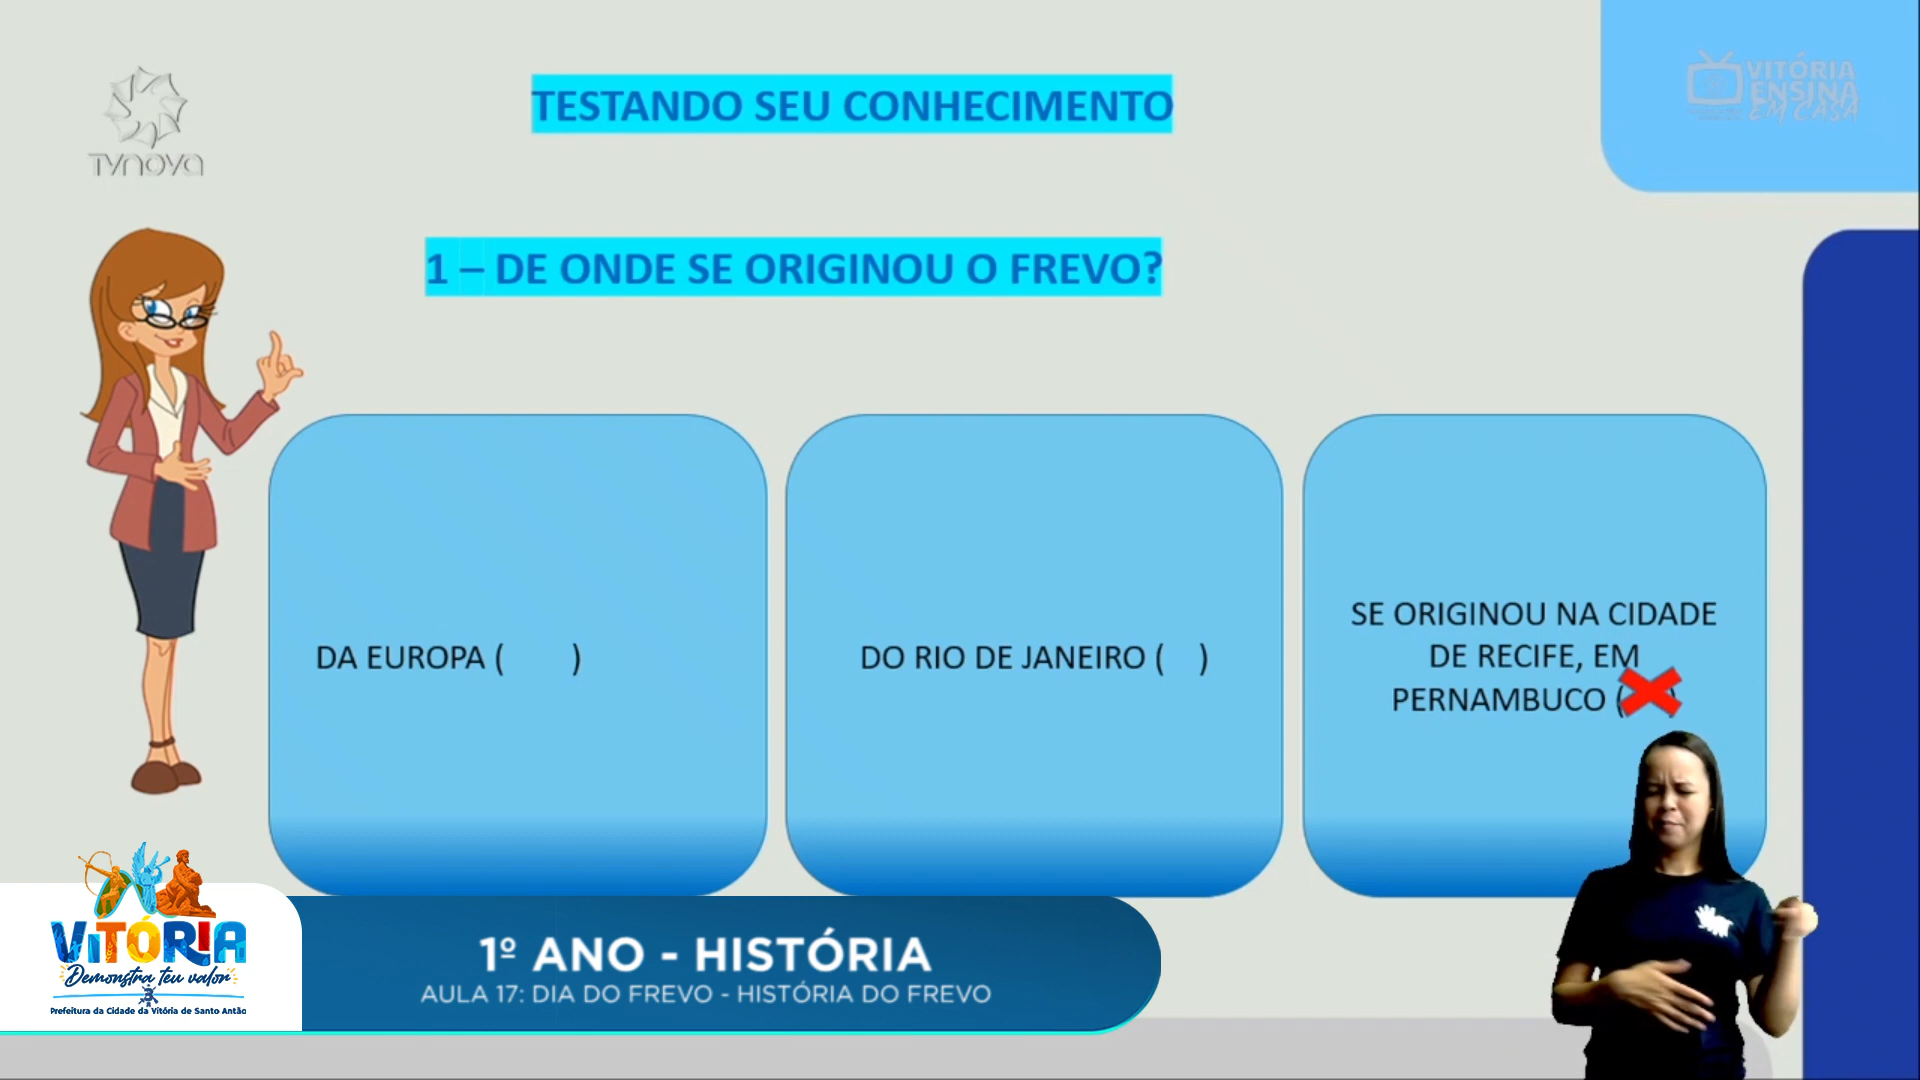 TVNOVA
VITÓRIA
ENSINA
EM CASA
TESTANDO SEU CONHECIMENTO
1 – DE ONDE SE ORIGINOU O FREVO?
DA EUROPA ( )
DO RIO DE JANEIRO ( )
SE ORIGINOU NA CIDADE
DE RECIFE, EM
PERNAMBUCO ( )
VITÓRIA
Demonstra teu valor
Prefeitura da Cidade da Vitória de Santo Antão
1º ANO - HISTÓRIA
AULA 17: DIA DO FREVO - HISTÓRIA DO FREVO